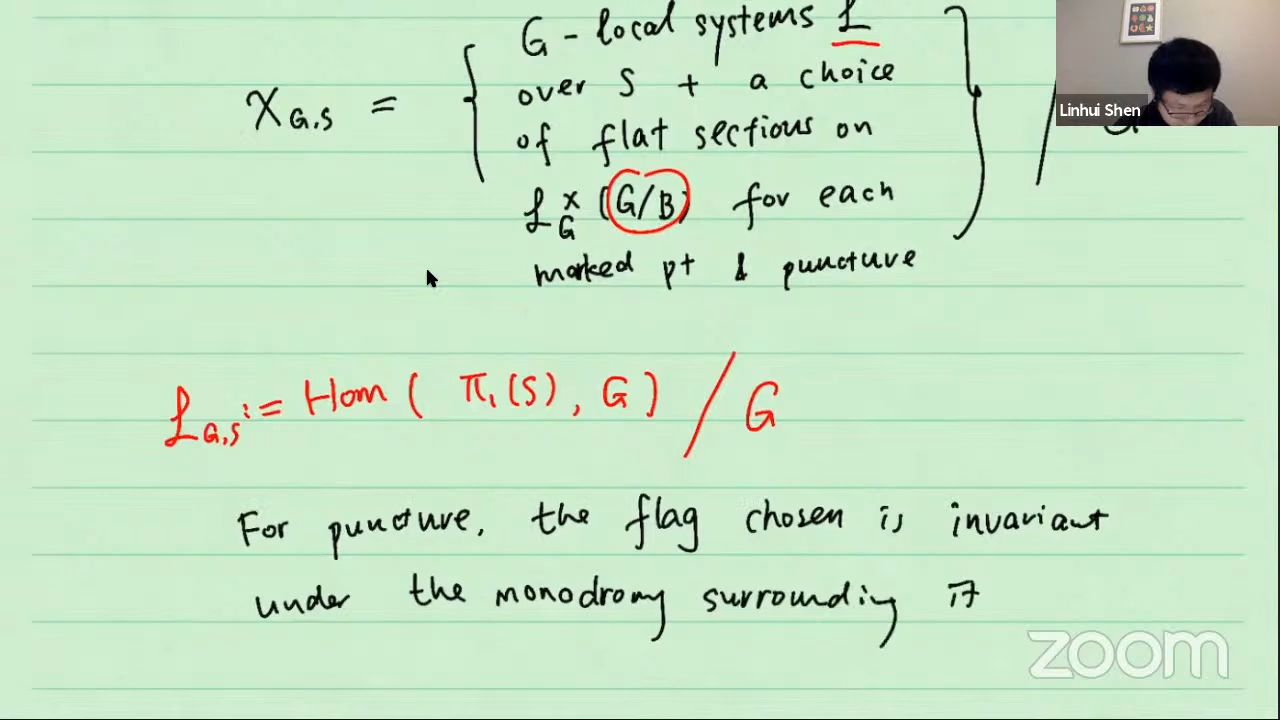 G - local systems L
over S + a choice
of flat sections on
L ×_G (G/B) for each
marked pt & puncture
X_{G,S} =
/ G
L_{G,S} := Hom ( π_1(S), G ) / G
For puncture, the flag chosen is invariant
under the monodromy surrounding it
Linhui Shen
zoom